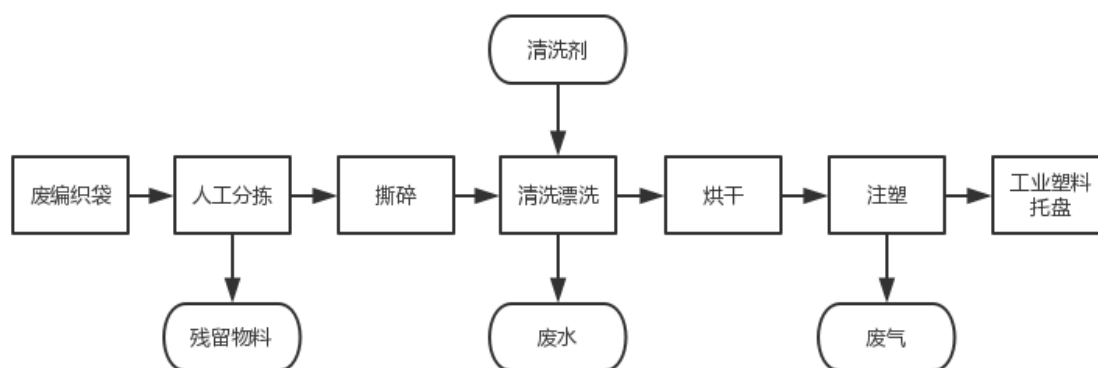 清洗剂
废编织袋
人工分拣
撕碎
清洗漂洗
烘干
注塑
工业塑料
托盘
残留物料
废水
废气